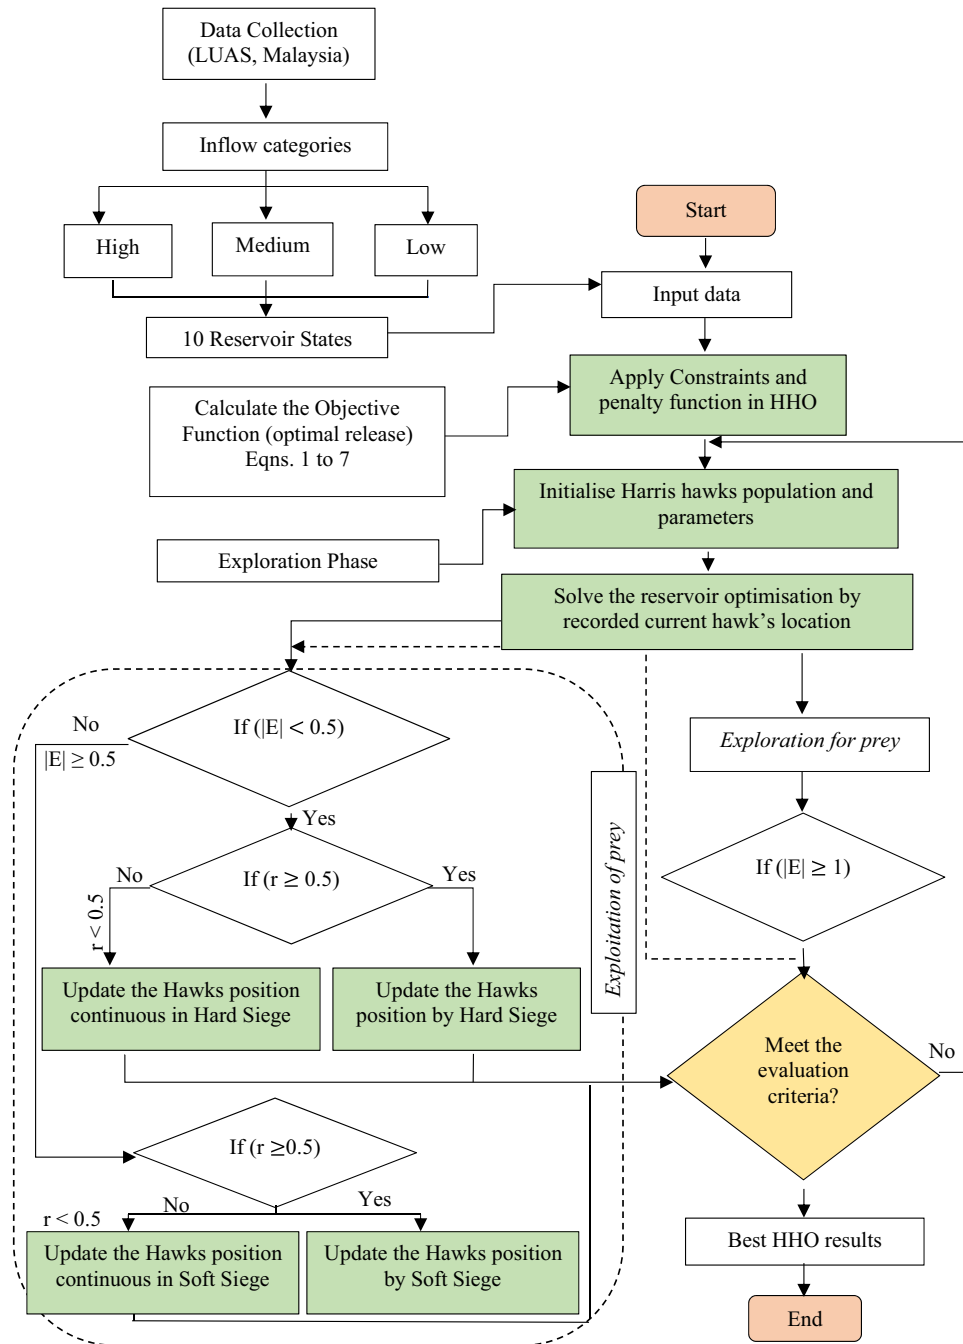 Data Collection
(LUAS, Malaysia)
Inflow categories
High
Medium
Low
10 Reservoir States
Start
Input data
Apply Constraints and
penalty function in HHO
Calculate the Objective
Function (optimal release)
Eqns. 1 to 7
Initialise Harris hawks population and
parameters
Exploration Phase
Solve the reservoir optimisation by
recorded current hawk's location
If (|E| < 0.5)
No
|E| ≥ 0.5
Yes
If (r ≥ 0.5)
No
r < 0.5
Yes
Update the Hawks position
continuous in Hard Siege
Update the Hawks
position by Hard Siege
If (r ≥0.5)
No
Yes
r < 0.5
Update the Hawks position
continuous in Soft Siege
Update the Hawks position
by Soft Siege
Exploitation of prey
Exploration for prey
If (|E| ≥ 1)
Meet the
evaluation
criteria?
No
Best HHO results
End